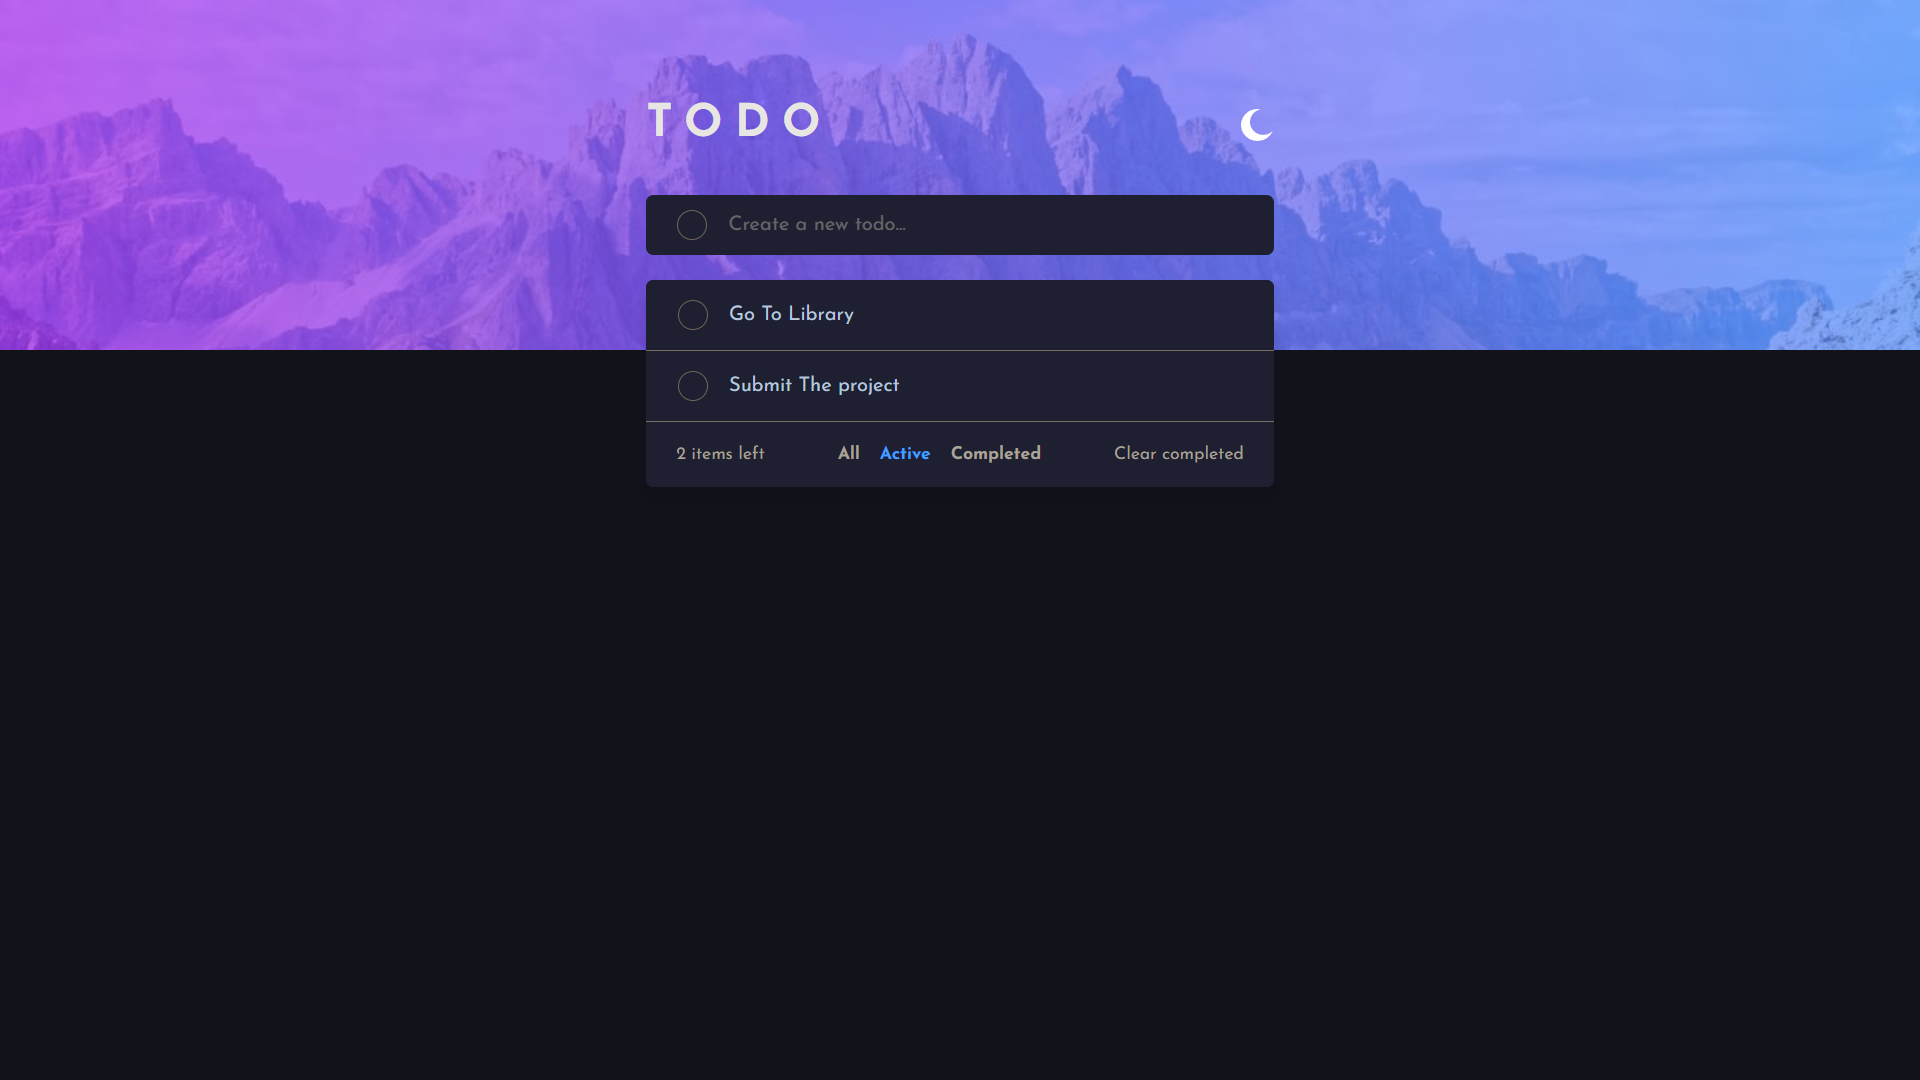 TODO
Create a new todo...
Go To Library
Submit The project
2 items left All Active Completed Clear completed